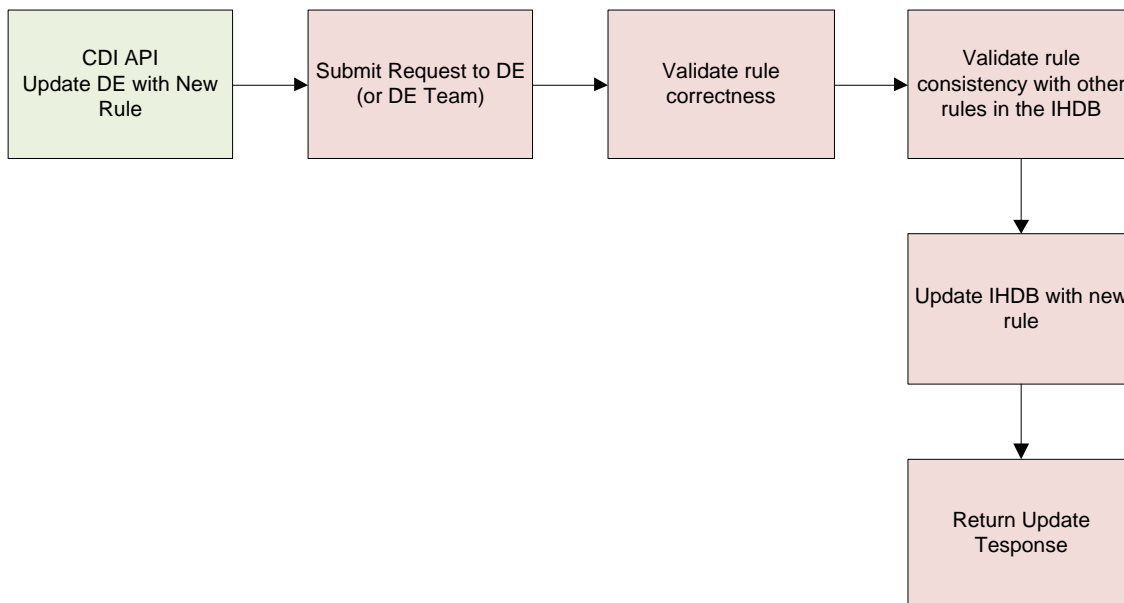 CDI API
Update DE with New
Rule
Submit Request to DE
(or DE Team)
Validate rule
correctness
Validate rule
consistency with other
rules in the IHDB
Update IHDB with new
rule
Return Update
Tesponse